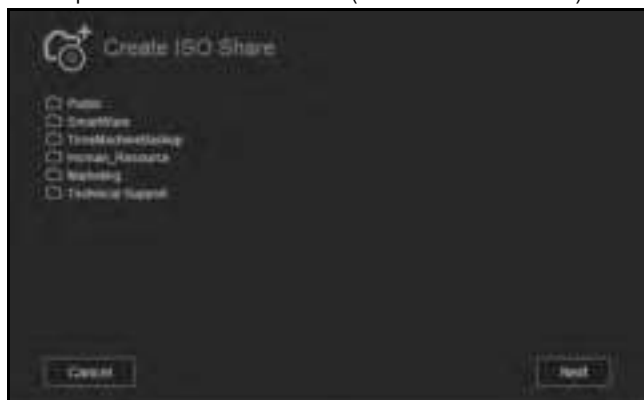 Create ISO Share
Public
SmartWare
TimeMachineBackup
Human_Resource
Marketing
Technical Support
Cancel
Next